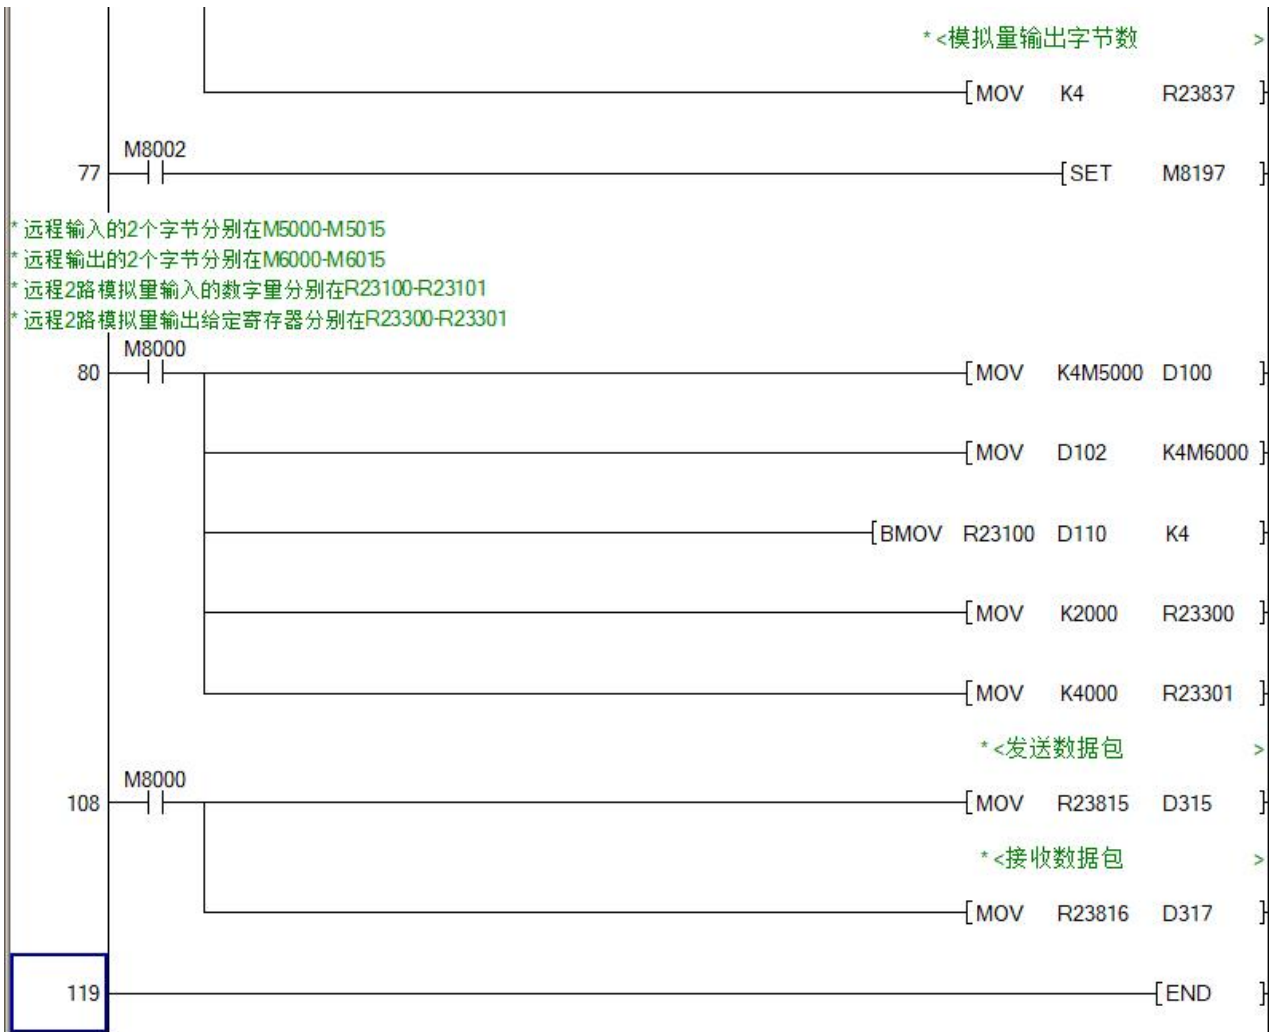 *<模拟量输出字节数 >
[MOV K4 R23837 ]
M8002
77 [SET M8197 ]
* 远程输入的2个字节分别在M5000-M5015
* 远程输出的2个字节分别在M6000-M6015
* 远程2路模拟量输入的数字量分别在R23100-R23101
* 远程2路模拟量输出给定寄存器分别在R23300-R23301
M8000
80 [MOV K4M5000 D100 ]
[MOV D102 K4M6000 ]
[BMOV R23100 D110 K4 ]
[MOV K2000 R23300 ]
[MOV K4000 R23301 ]
*<发送数据包 >
M8000
108 [MOV R23815 D315 ]
*<接收数据包 >
[MOV R23816 D317 ]
119 [END ]